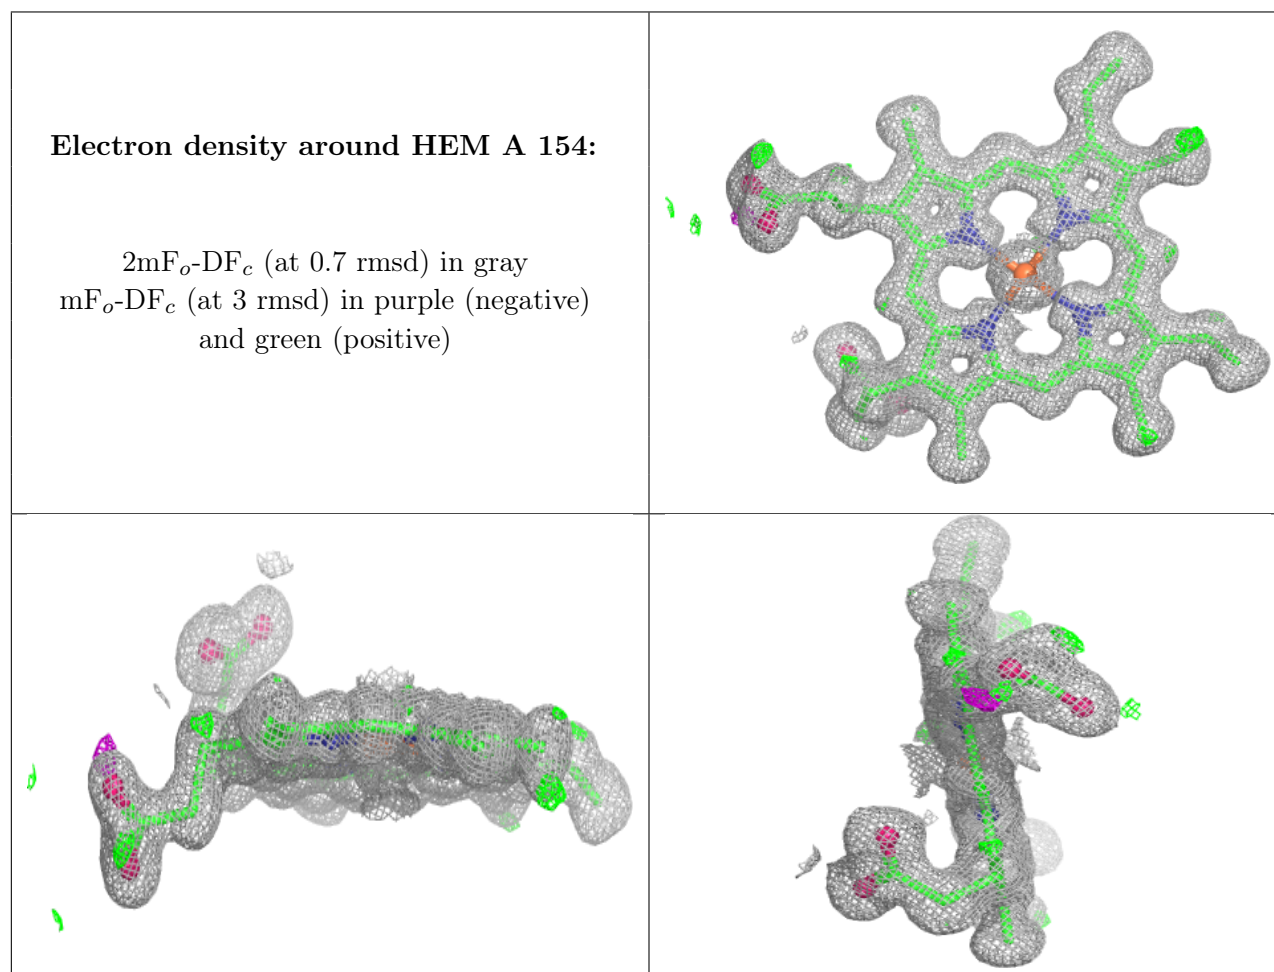 Electron density around HEM A 154:
2mFo-DFc (at 0.7 rmsd) in gray
mFo-DFc (at 3 rmsd) in purple (negative)
and green (positive)